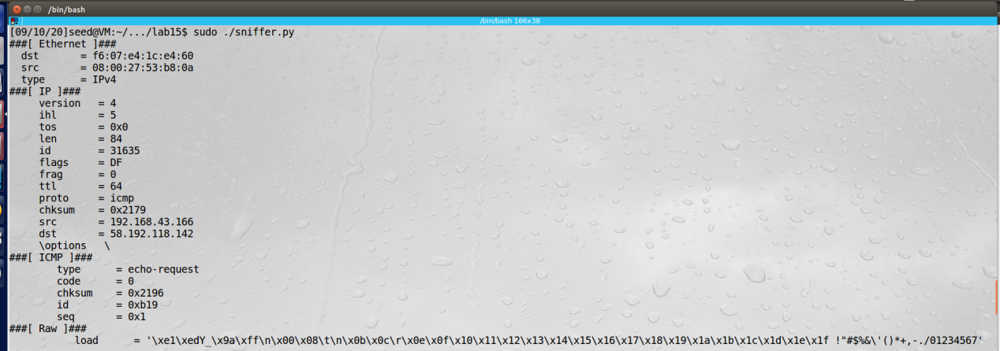 /bin/bash
/bin/bash 166x38
[09/10/20]seed@VM:~/.../lab15$ sudo ./sniffer.py
###[ Ethernet ]###
  dst       = f6:07:e4:1c:e4:60
  src       = 08:00:27:53:b8:0a
  type      = IPv4
###[ IP ]###
     version   = 4
     ihl       = 5
     tos       = 0x0
     len       = 84
     id        = 31635
     flags     = DF
     frag      = 0
     ttl       = 64
     proto     = icmp
     chksum    = 0x2179
     src       = 192.168.43.166
     dst       = 58.192.118.142
     \options   \
###[ ICMP ]###
        type      = echo-request
        code      = 0
        chksum    = 0x2196
        id        = 0xb19
        seq       = 0x1
###[ Raw ]###
           load      = '\xe1\xedY_\x9a\xff\n\x00\x08\t\n\x0b\x0c\r\x0e\x0f\x10\x11\x12\x13\x14\x15\x16\x17\x18\x19\x1a\x1b\x1c\x1d\x1e\x1f !"#$%&\'()*+,-./01234567'